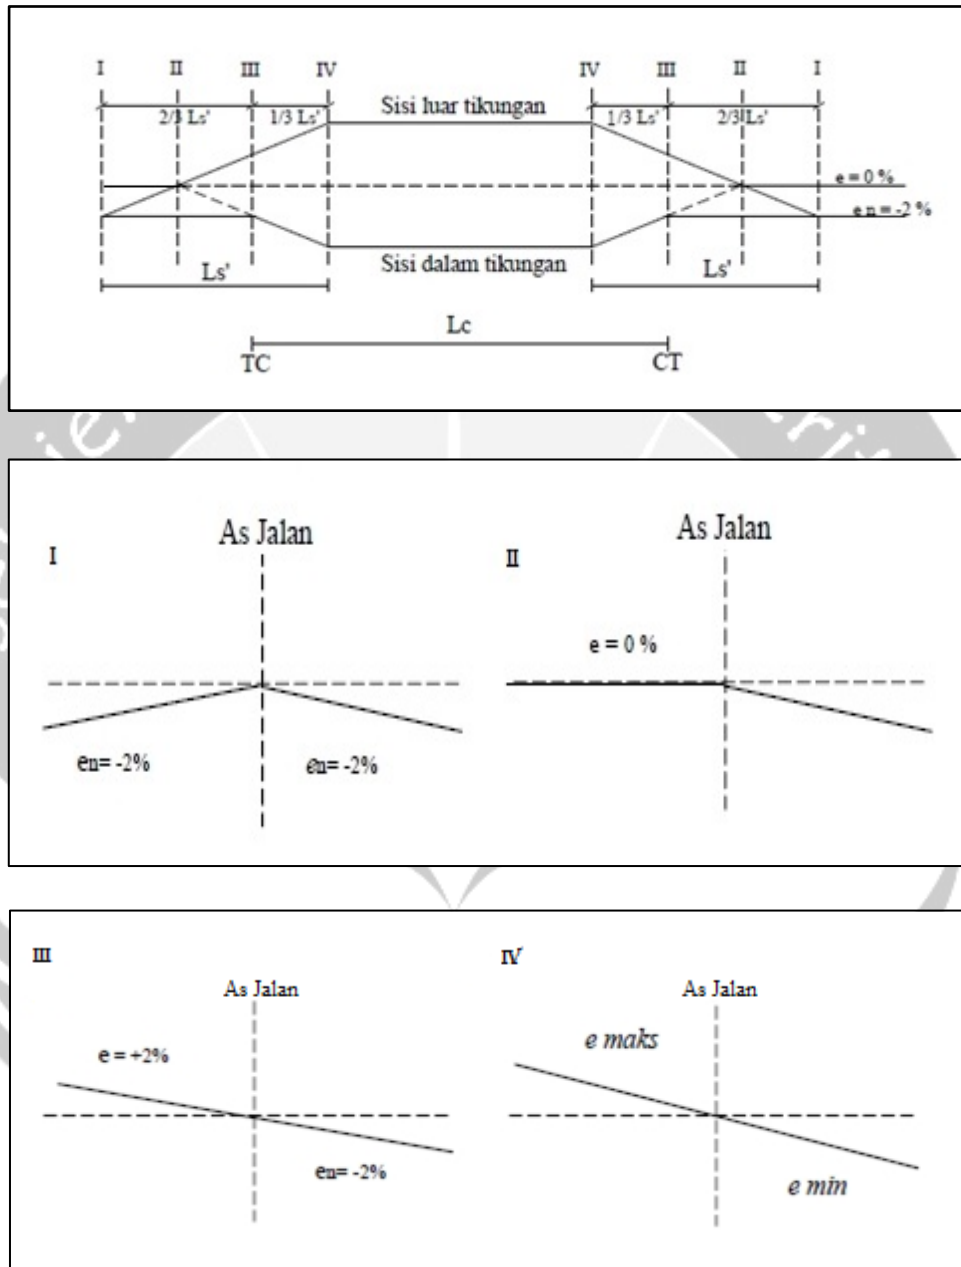 I II III IV IV III II I
2/3 Ls' 1/3 Ls' Sisi luar tikungan 1/3 Ls' 2/3 Ls'
e = 0 %
e n = -2 %
Sisi dalam tikungan
Ls' Ls'
Lc
TC CT
As Jalan As Jalan
I II
e = 0 %
en= -2% en= -2%
III IV
As Jalan As Jalan
e maks
e = +2%
en= -2%
e min